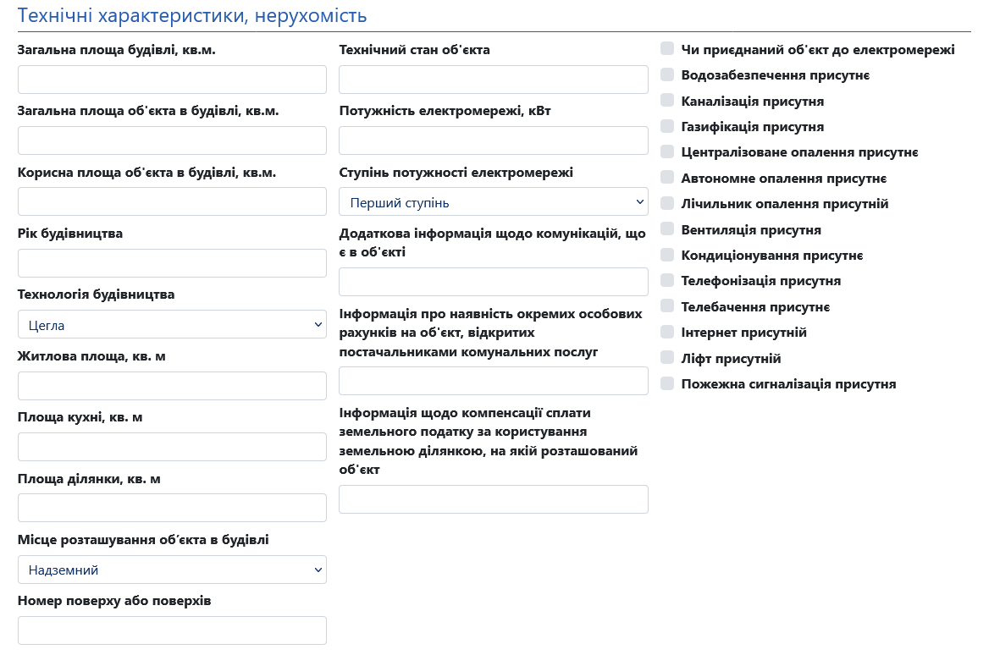 Технічні характеристики, нерухомість
Загальна площа будівлі, кв.м.
Загальна площа об'єкта в будівлі, кв.м.
Корисна площа об'єкта в будівлі, кв.м.
Рік будівництва
Технологія будівництва
Цегла
Житлова площа, кв. м
Площа кухні, кв. м
Площа ділянки, кв. м
Місце розташування об’єкта в будівлі
Надземний
Номер поверху або поверхів
Технічний стан об'єкта
Потужність електромережі, кВт
Ступінь потужності електромережі
Перший ступінь
Додаткова інформація щодо комунікацій, що
є в об'єкті
Інформація про наявність окремих особових
рахунків на об'єкт, відкритих
постачальниками комунальних послуг
Інформація щодо компенсації сплати
земельного податку за користування
земельною ділянкою, на якій розташований
об'єкт
Чи приєднаний об'єкт до електромережі
Водозабезпечення присутнє
Каналізація присутня
Газифікація присутня
Централізоване опалення присутнє
Автономне опалення присутнє
Лічильник опалення присутній
Вентиляція присутня
Кондиціонування присутнє
Телефонізація присутня
Телебачення присутнє
Інтернет присутній
Ліфт присутній
Пожежна сигналізація присутня